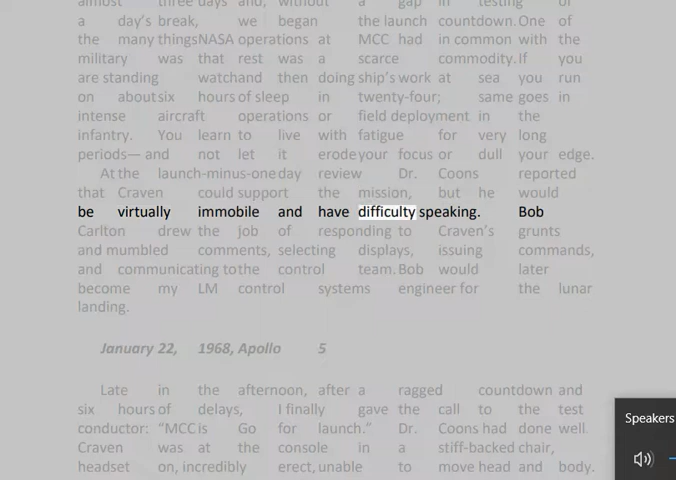 almost three days and, without a gap in testing of
a day's break, we began the launch countdown. One of
the many things NASA operations at MCC had in common with the
military was that rest was a scarce commodity. If you
are standing watch and then doing ship's work at sea you run
on about six hours of sleep in twenty-four; same goes in
intense aircraft operations or field deployment in the
infantry. You learn to live with fatigue for very long
periods— and not let it erode your focus or dull your edge.
At the launch-minus-one day review Dr. Coons reported
that Craven could support the mission, but he would
be virtually immobile and have difficulty speaking. Bob
Carlton drew the job of responding to Craven's grunts
and mumbled comments, selecting displays, issuing commands,
and communicating to the control team. Bob would later
become my LM control systems engineer for the lunar
landing.
January 22, 1968, Apollo 5
Late in the afternoon, after a ragged countdown and
six hours of delays, I finally gave the call to the test
conductor: “MCC is Go for launch.” Dr. Coons had done well.
Craven was at the console in a stiff-backed chair,
headset on, incredibly erect, unable to move head and body.
Speakers